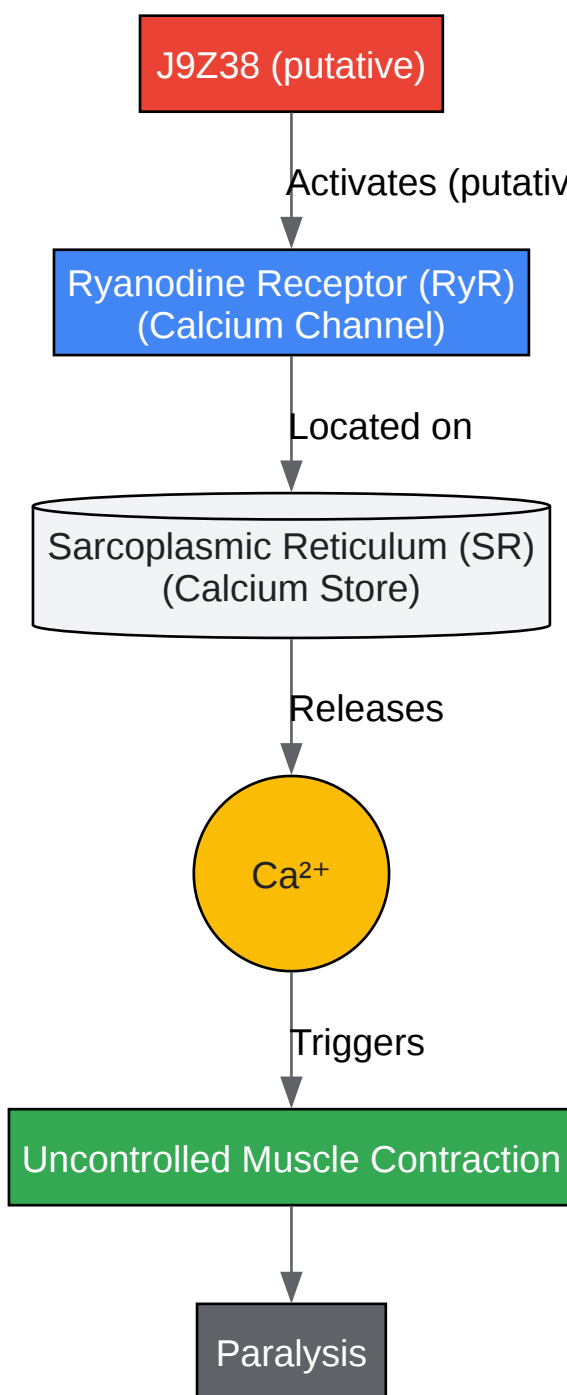 J9Z38 (putative)
Activates (putativ
Ryanodine Receptor (RyR)
(Calcium Channel)
Located on
Sarcoplasmic Reticulum (SR)
(Calcium Store)
Releases
Ca²⁺
Triggers
Uncontrolled Muscle Contraction
Paralysis